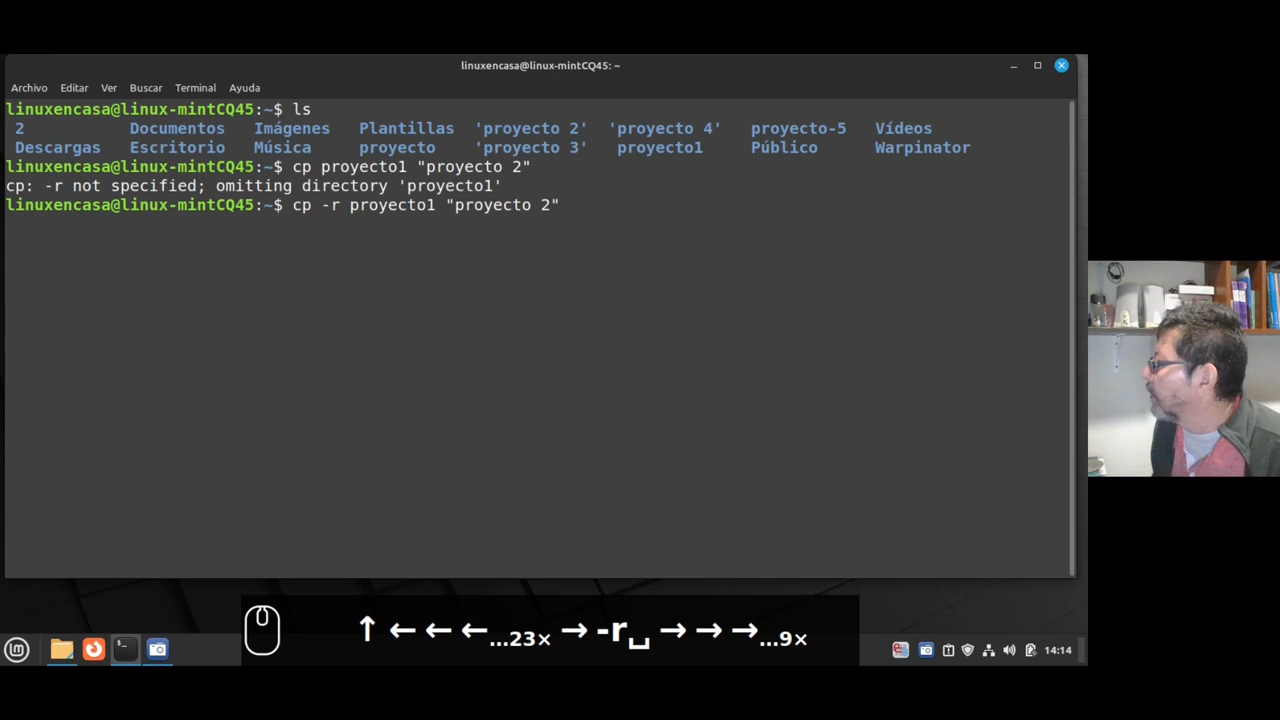 linuxencasa@linux-mintCQ45: ~
Archivo Editar Ver Buscar Terminal Ayuda
linuxencasa@linux-mintCQ45:~$ ls
2 Documentos Imágenes Plantillas 'proyecto 2' 'proyecto 4' proyecto-5 Vídeos
Descargas Escritorio Música proyecto 'proyecto 3' proyecto1 Público Warpinator
linuxencasa@linux-mintCQ45:~$ cp proyecto1 "proyecto 2"
cp: -r not specified; omitting directory 'proyecto1'
linuxencasa@linux-mintCQ45:~$ cp -r proyecto1 "proyecto 2"
↑ ← ← ←...23× → -r␣ → → →...9×
14:14